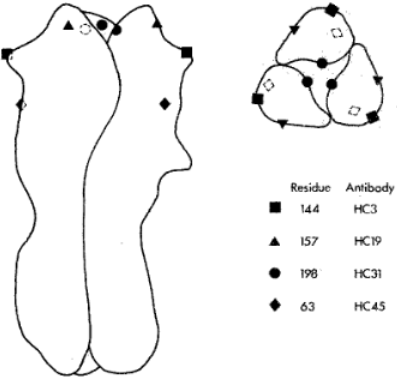 Residue Antibody
144 HC3
157 HC19
198 HC31
63 HC45